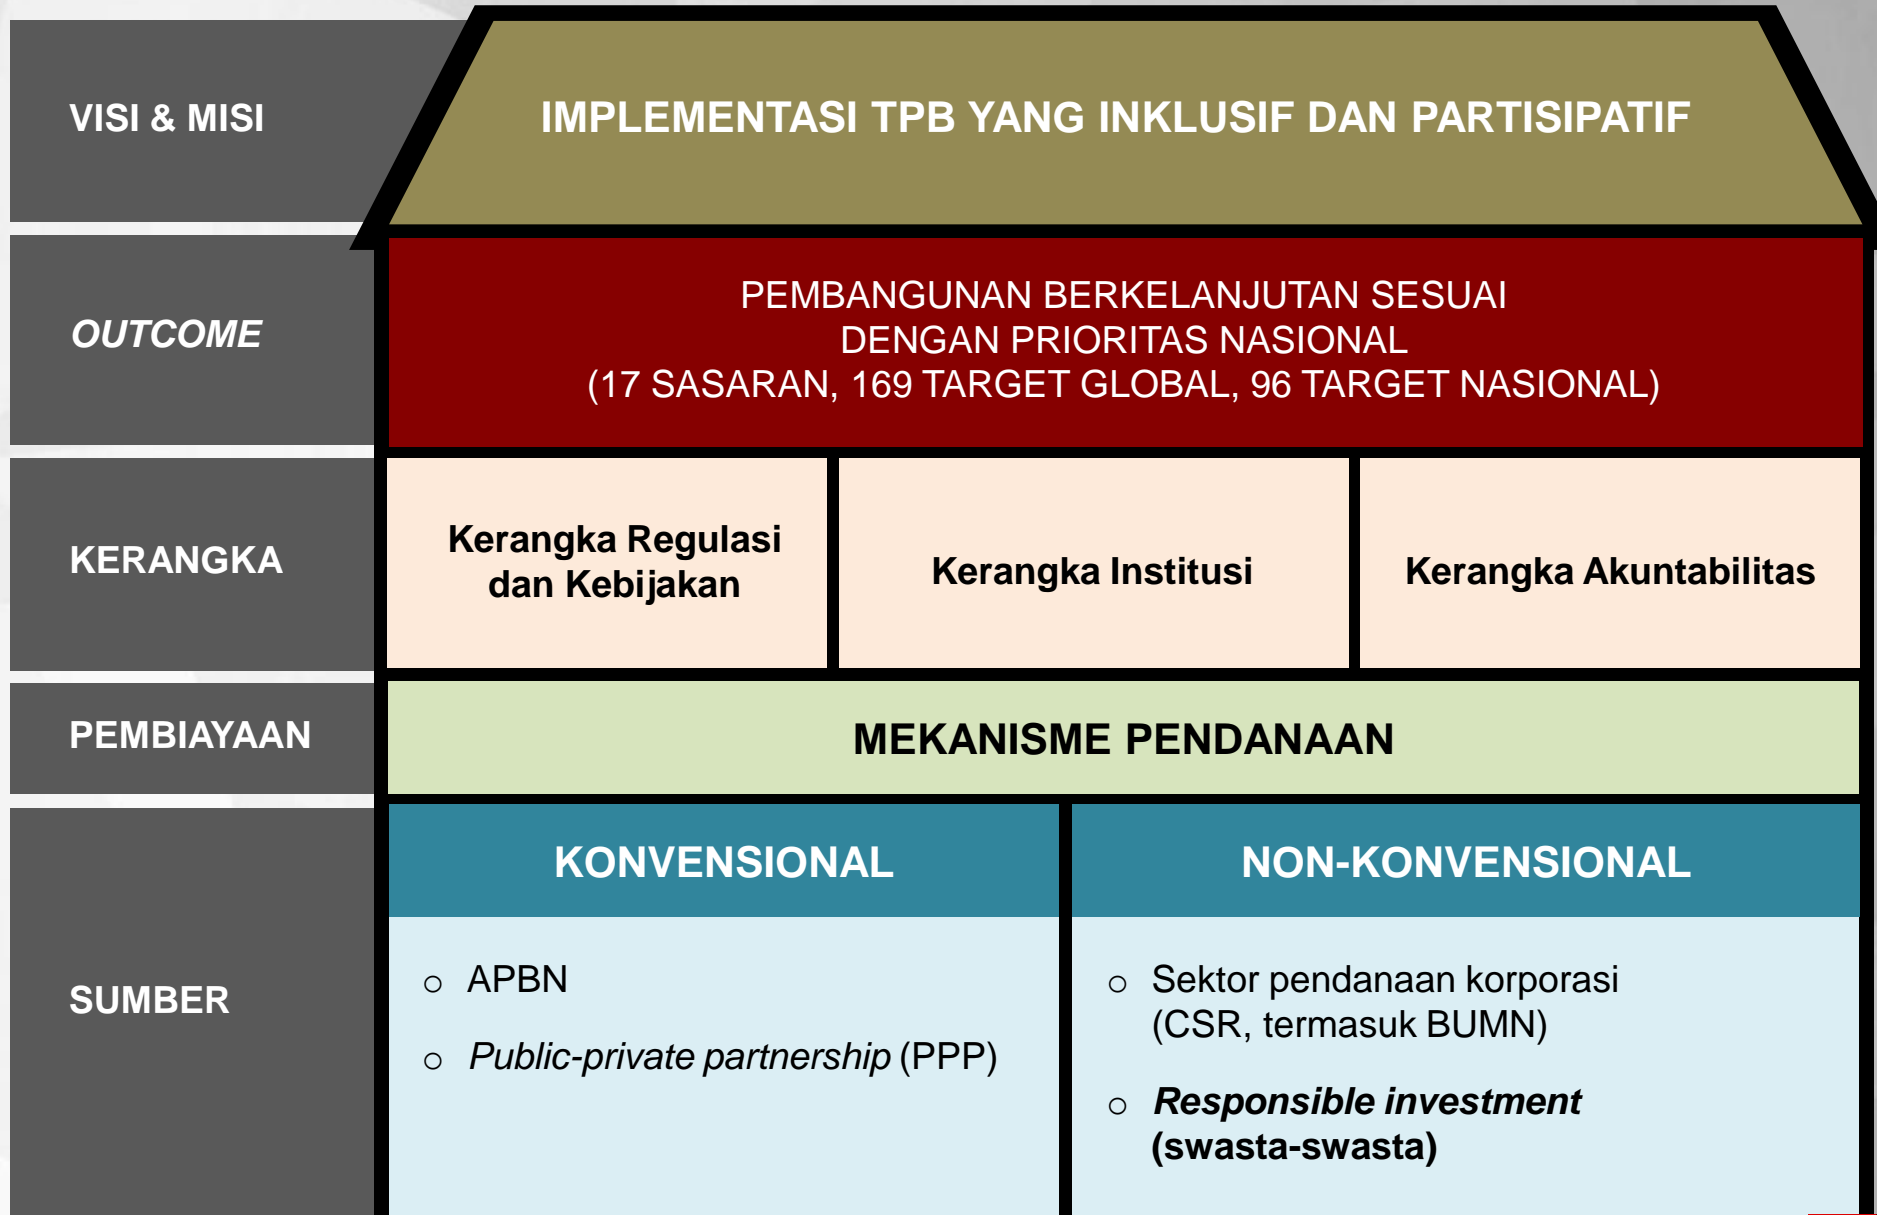 VISI & MISI
IMPLEMENTASI TPB YANG INKLUSIF DAN PARTISIPATIF
OUTCOME
PEMBANGUNAN BERKELANJUTAN SESUAI
DENGAN PRIORITAS NASIONAL
(17 SASARAN, 169 TARGET GLOBAL, 96 TARGET NASIONAL)
KERANGKA
Kerangka Regulasi
dan Kebijakan
Kerangka Institusi
Kerangka Akuntabilitas
PEMBIAYAAN
MEKANISME PENDANAAN
SUMBER
KONVENSIONAL
o APBN
o Public-private partnership (PPP)
NON-KONVENSIONAL
o Sektor pendanaan korporasi
(CSR, termasuk BUMN)
o Responsible investment
(swasta-swasta)